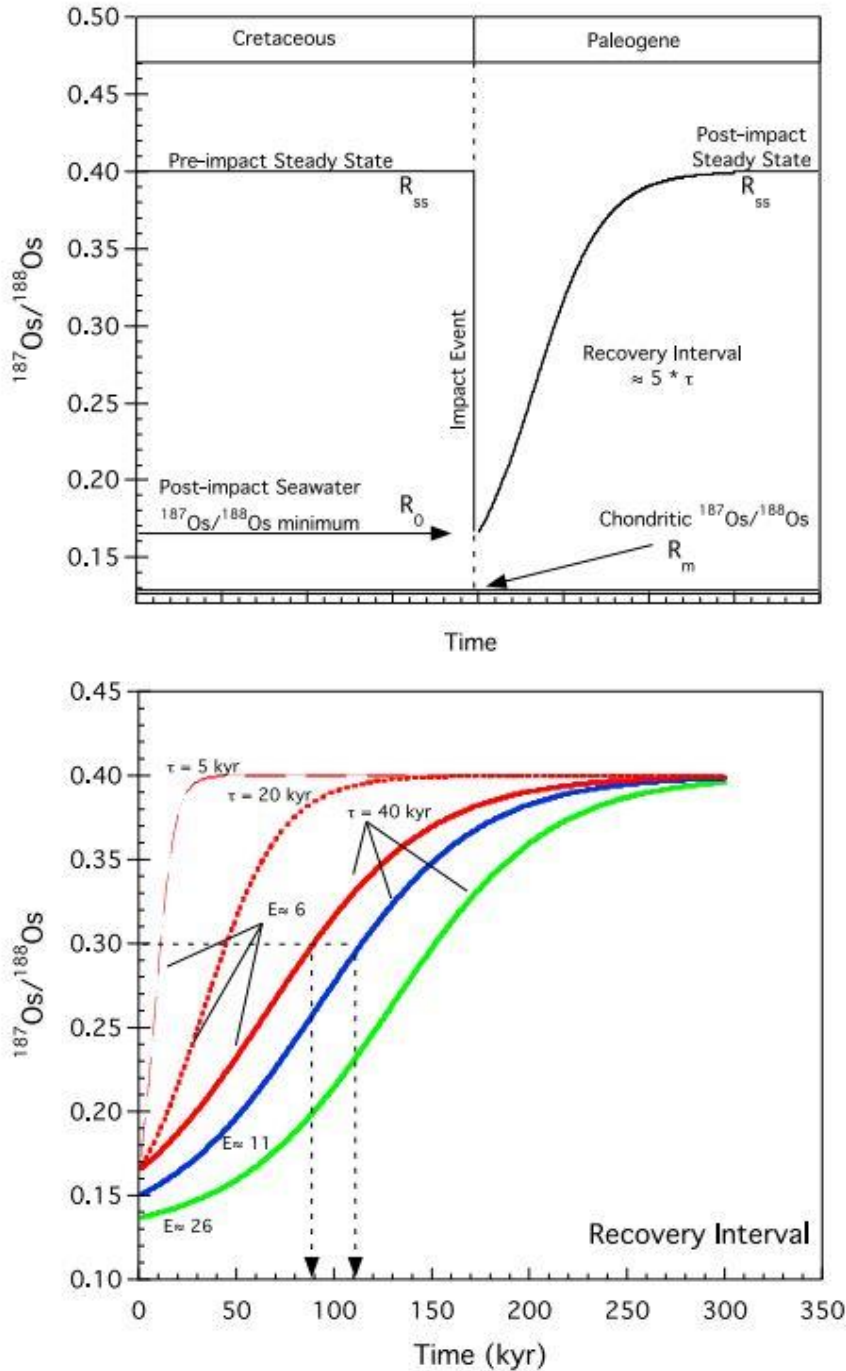 0.50
Cretaceous Paleogene
0.45
Post-impact
Pre-impact Steady State Steady State
0.40
Rss Rss
0.35
187Os/188Os
Impact Event
0.30
Recovery Interval
≈ 5 * τ
0.25
0.20
Post-impact Seawater
187Os/188Os minimum
R0
Chondritic 187Os/188Os
0.15
Rm
Time
0.45
τ = 5 kyr
0.40
τ = 20 kyr
τ = 40 kyr
0.35
E≈ 6
0.30
187Os/188Os
0.25
0.20
E≈ 11
0.15
E≈ 26
Recovery Interval
0.10
0 50 100 150 200 250 300 350
Time (kyr)